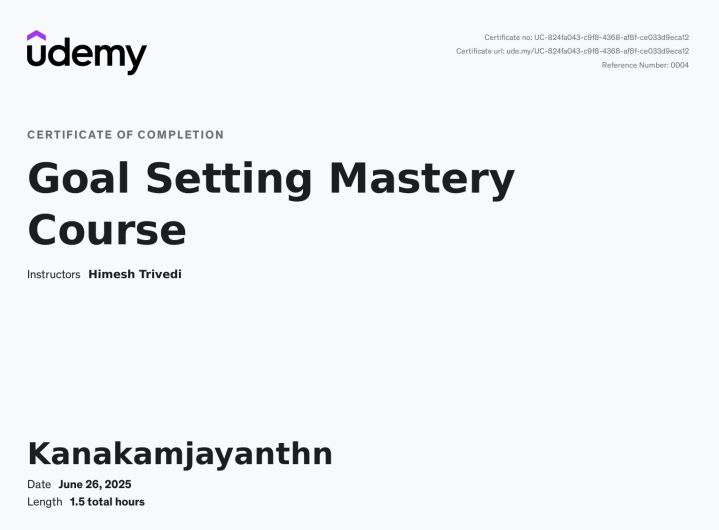 udemy
Certificate no: UC-824fa043-c9f8-4368-af8f-ce033d9eca12
Certificate url: ude.my/UC-824fa043-c9f8-4368-af8f-ce033d9eca12
Reference Number: 0004
CERTIFICATE OF COMPLETION
Goal Setting Mastery
Course
Instructors Himesh Trivedi
Kanakamjayanthn
Date June 26, 2025
Length 1.5 total hours